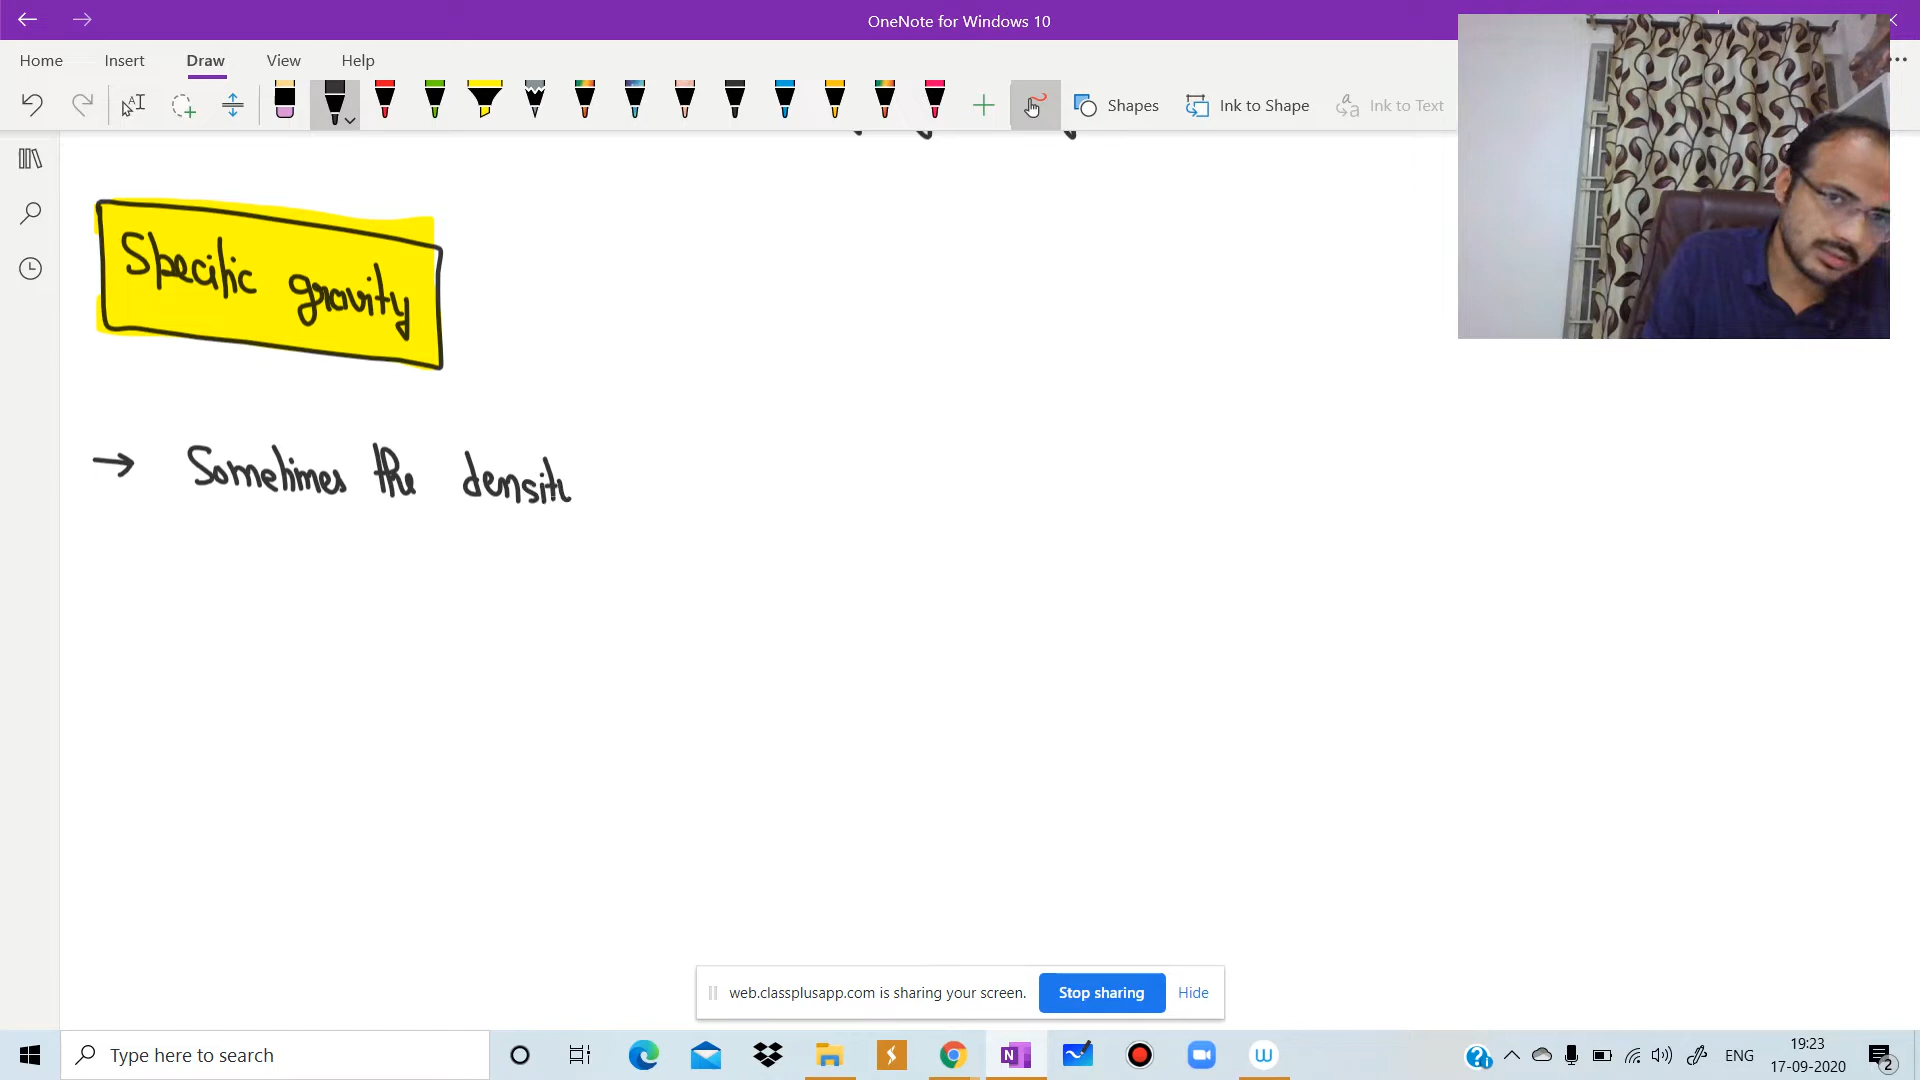 OneNote for Windows 10
Home Insert Draw View Help
Shapes Ink to Shape Ink to Text
Specific gravity
→ Sometimes the densit
web.classplusapp.com is sharing your screen. Stop sharing Hide
Type here to search
ENG
19:23
17-09-2020
2